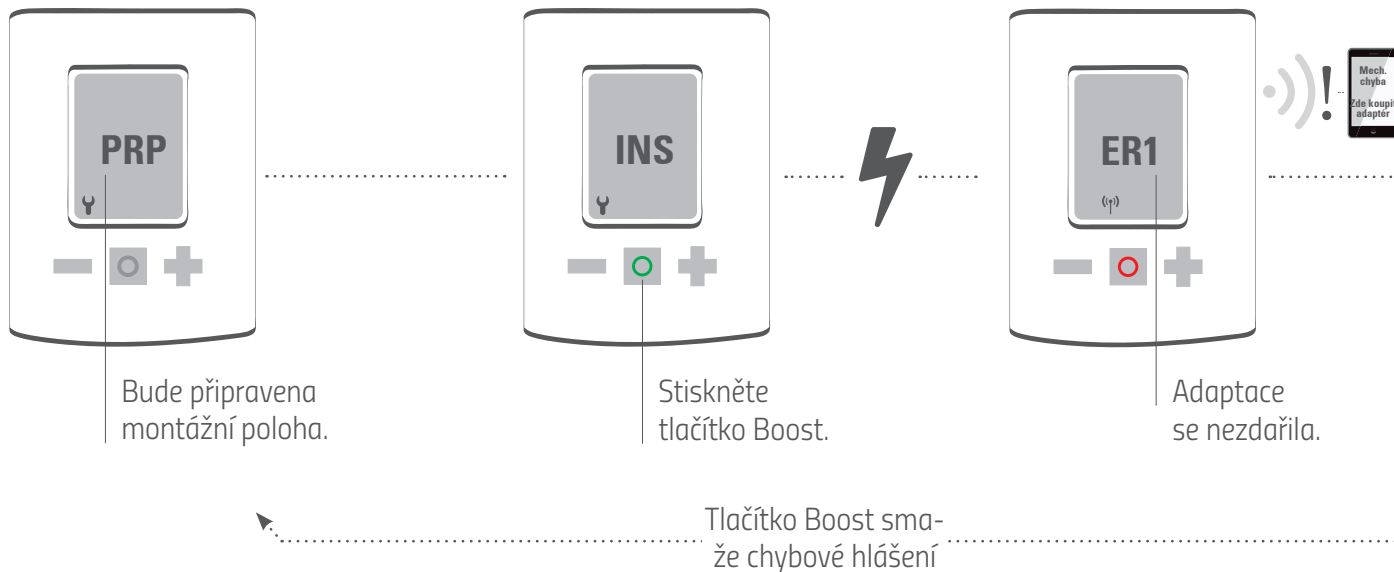 PRP
INS
ER1
Mech.
chyba
Zde koupit
adaptér
Bude připravena
montážní poloha.
Stiskněte
tlačítko Boost.
Adaptace
se nezdařila.
Tlačítko Boost sma-
že chybové hlášení